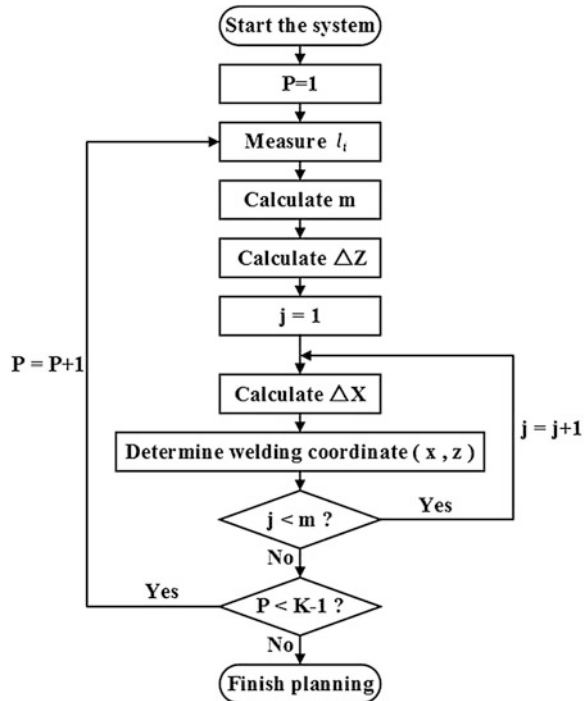 Start the system
P=1
Measure lᵢ
Calculate m
Calculate △Z
j = 1
P = P+1
Calculate △X
j = j+1
Determine welding coordinate ( x , z )
j < m ?
Yes
No
Yes
P < K-1 ?
No
Finish planning